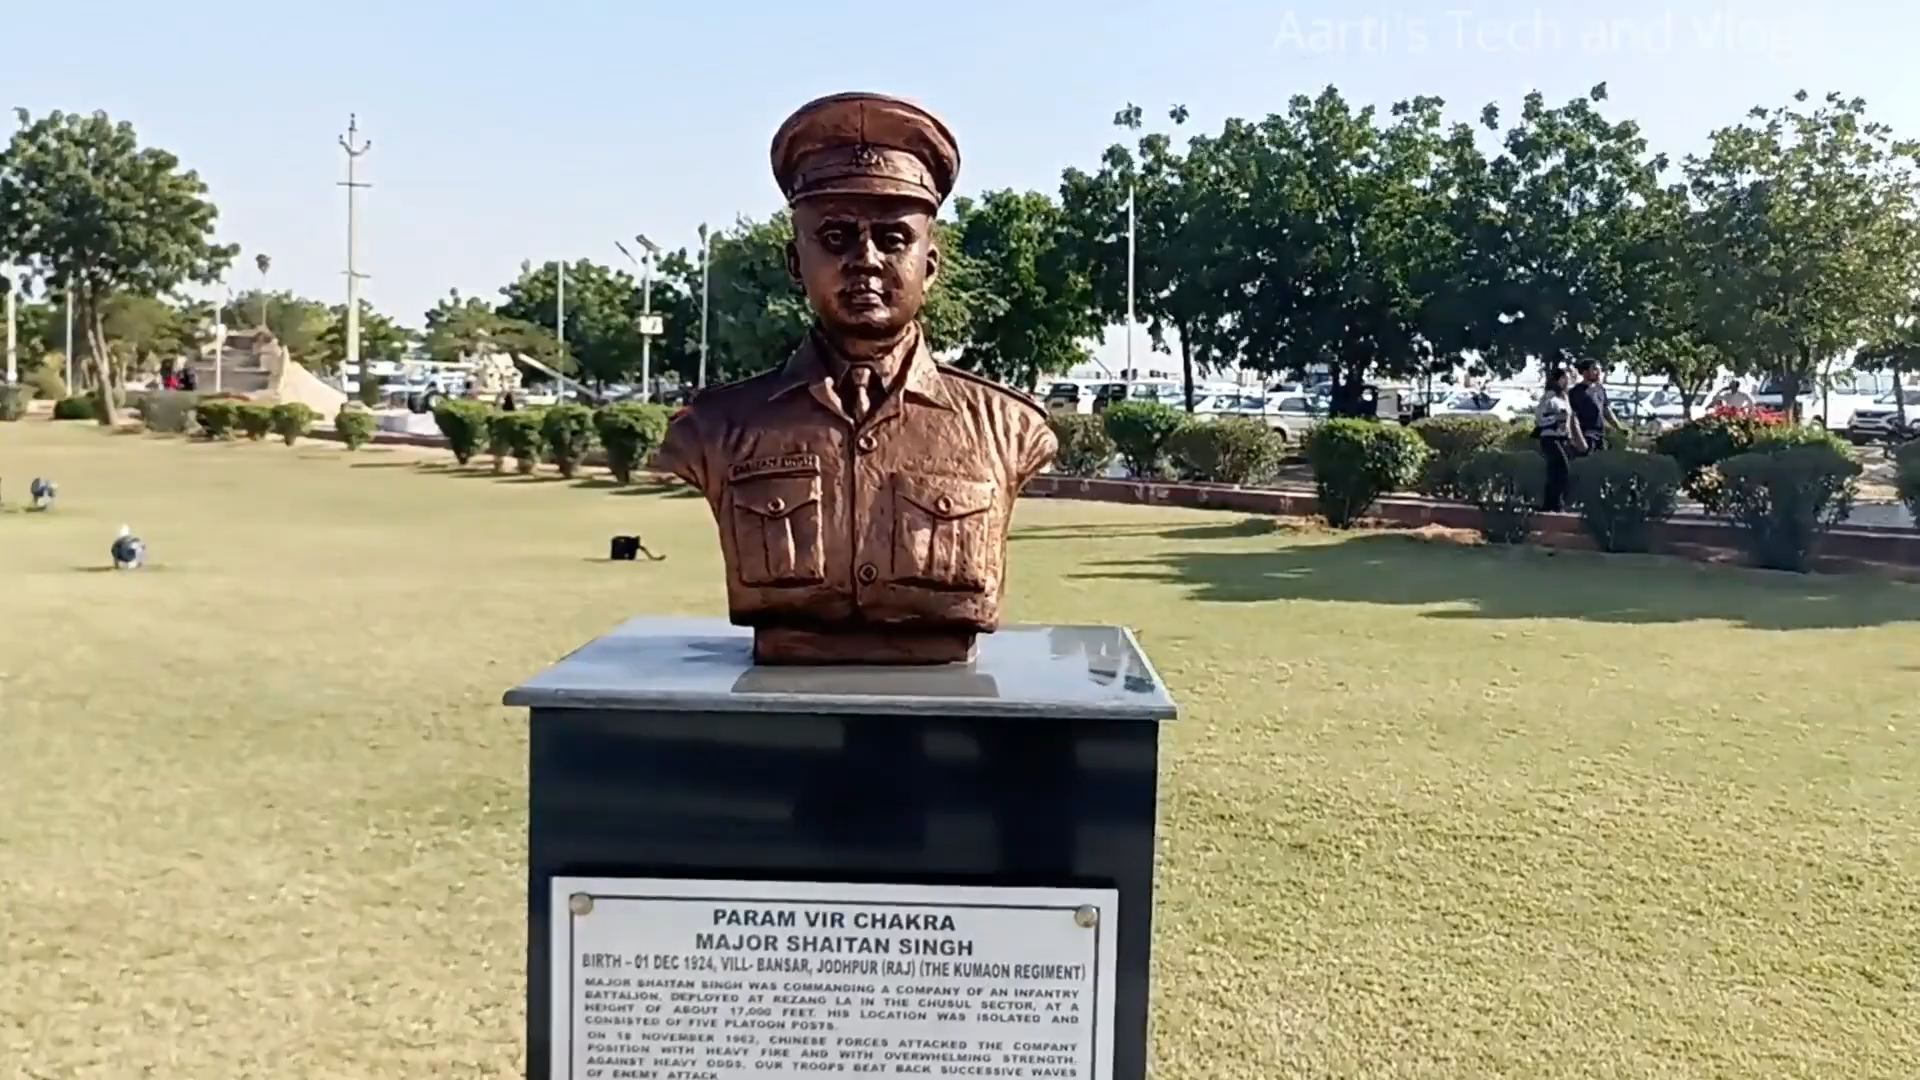 Aarti's Tech and Vlogs
SHAITAN SINGH
PARAM VIR CHAKRA
MAJOR SHAITAN SINGH
BIRTH - 01 DEC 1924, VILL- BANSAR, JODHPUR (RAJ) (THE KUMAON REGIMENT)
MAJOR SHAITAN SINGH WAS COMMANDING A COMPANY OF AN INFANTRY
BATTALION, DEPLOYED AT REZANG LA IN THE CHUSUL SECTOR, AT A
HEIGHT OF ABOUT 17,000 FEET. HIS LOCATION WAS ISOLATED AND
CONSISTED OF FIVE PLATOON POSTS.
ON 18 NOVEMBER 1962, CHINESE FORCES ATTACKED THE COMPANY
POSITION WITH HEAVY FIRE AND WITH OVERWHELMING STRENGTH.
AGAINST HEAVY ODDS, OUR TROOPS BEAT BACK SUCCESSIVE WAVES
OF ENEMY ATTACK